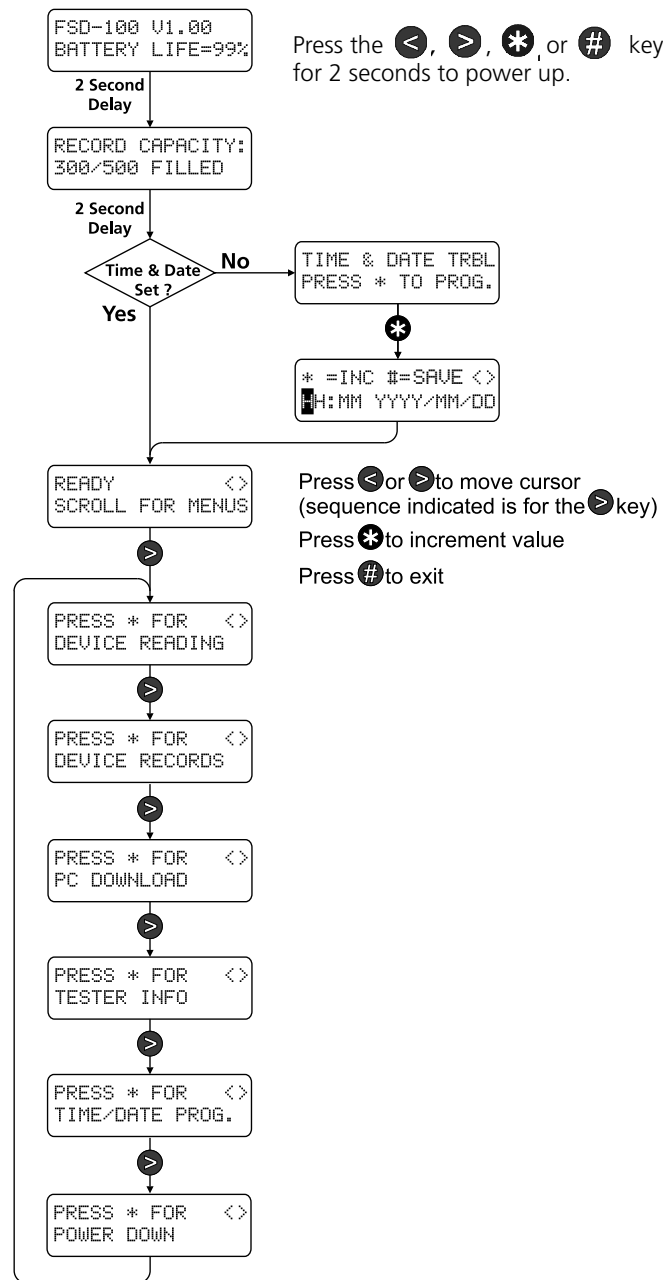 FSD-100 V1.00
BATTERY LIFE=99%
Press the <, >, *, or # key
for 2 seconds to power up.
2 Second
Delay
RECORD CAPACITY:
300/500 FILLED
2 Second
Delay
Time & Date
Set ?
No
Yes
TIME & DATE TRBL
PRESS * TO PROG.
*
* =INC #=SAVE <>
HH:MM YYYY/MM/DD
READY <>
SCROLL FOR MENUS
Press < or > to move cursor
(sequence indicated is for the > key)
Press * to increment value
Press # to exit
>
PRESS * FOR <>
DEVICE READING
>
PRESS * FOR <>
DEVICE RECORDS
>
PRESS * FOR <>
PC DOWNLOAD
>
PRESS * FOR <>
TESTER INFO
>
PRESS * FOR <>
TIME/DATE PROG.
>
PRESS * FOR <>
POWER DOWN